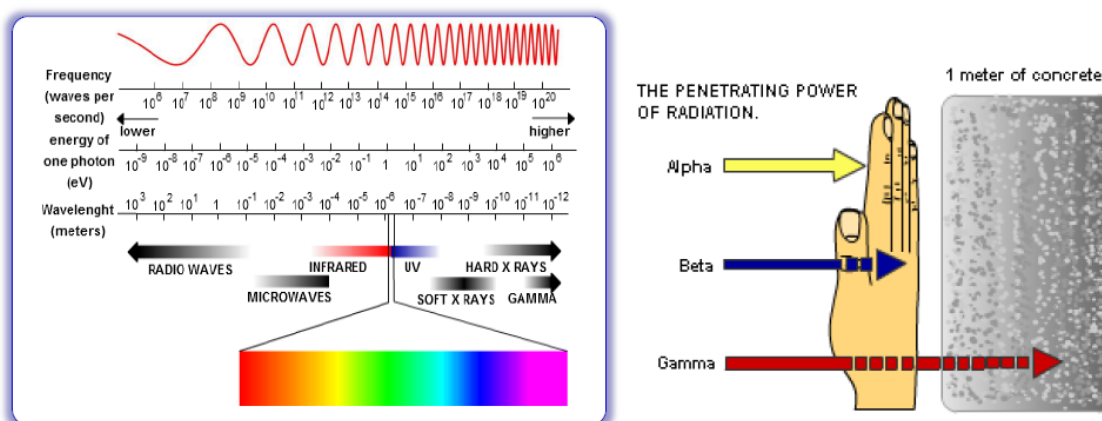 Frequency
(waves per
second)
10^6 10^7 10^8 10^9 10^10 10^11 10^12 10^13 10^14 10^15 10^16 10^17 10^18 10^19 10^20
lower higher
energy of
one photon
(eV)
10^-9 10^-8 10^-7 10^-6 10^-5 10^-4 10^-3 10^-2 10^-1 1 10^1 10^2 10^3 10^4 10^5 10^6
Wavelenght
(meters)
10^3 10^2 10^1 1 10^-1 10^-2 10^-3 10^-4 10^-5 10^-6 10^-7 10^-8 10^-9 10^-10 10^-11 10^-12
RADIO WAVES INFRARED UV HARD X RAYS
MICROWAVES SOFT X RAYS GAMMA
THE PENETRATING POWER
OF RADIATION.
1 meter of concrete
Alpha
Beta
Gamma